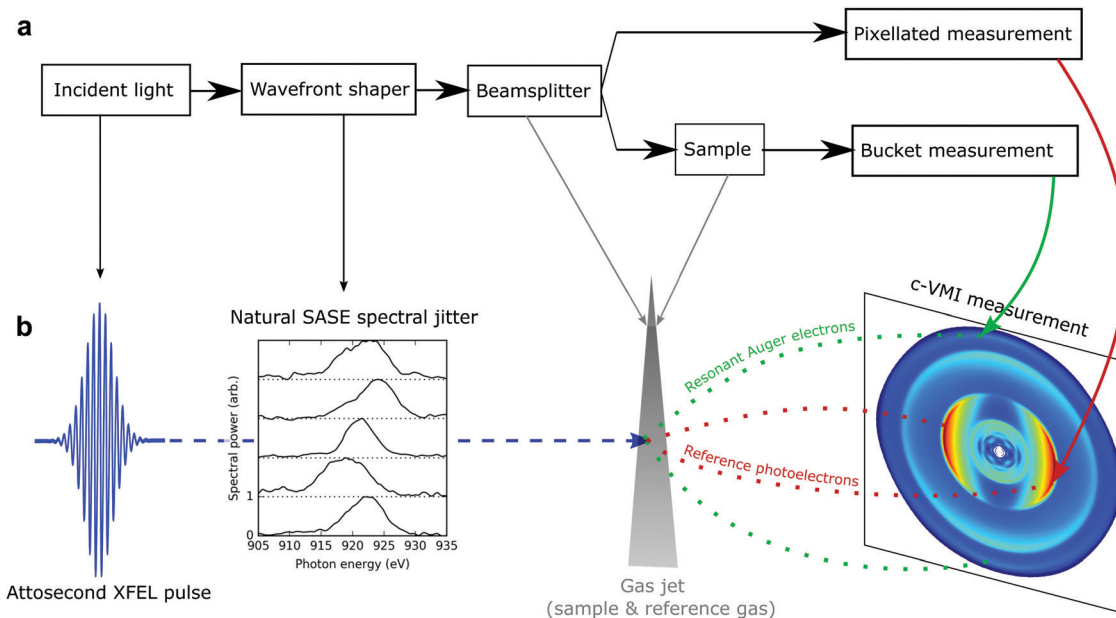 a
Pixellated measurement
Incident light
Wavefront shaper
Beamsplitter
Sample
Bucket measurement
b
Natural SASE spectral jitter
Spectral power (arb.)
1
0
905 910 915 920 925 930 935
Photon energy (eV)
Attosecond XFEL pulse
Resonant Auger electrons
Reference photoelectrons
c-VMI measurement
Gas jet
(sample & reference gas)